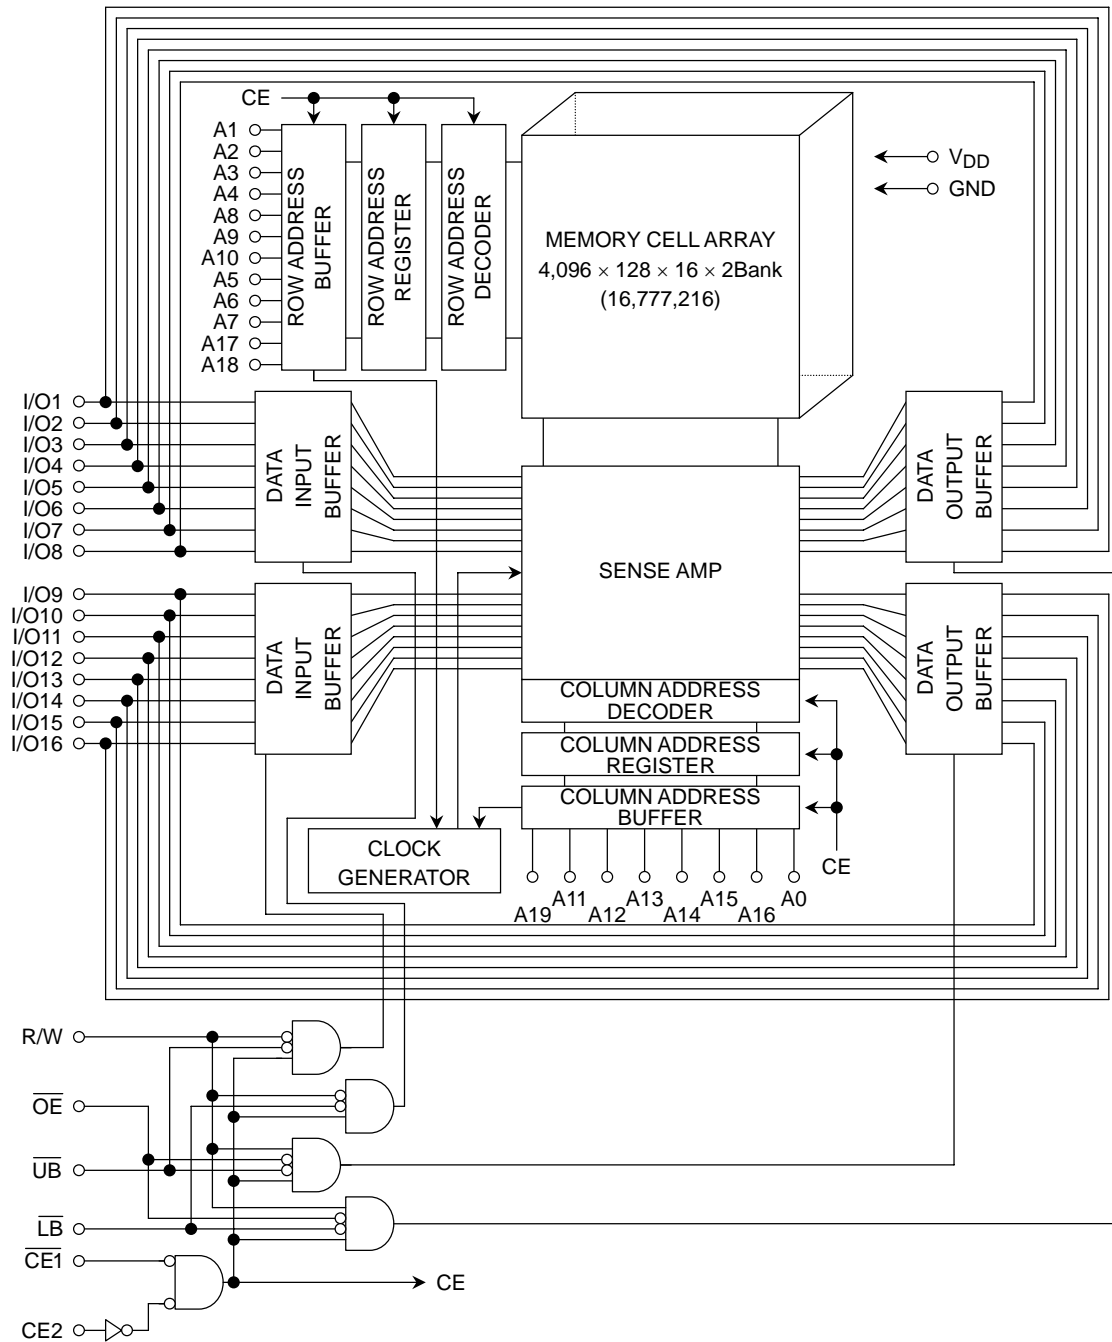 CE
A1
A2
A3
A4
A8
A9
A10
A5
A6
A7
A17
A18
ROW ADDRESS
BUFFER
ROW ADDRESS
REGISTER
ROW ADDRESS
DECODER
MEMORY CELL ARRAY
4,096 × 128 × 16 × 2Bank
(16,777,216)
VDD
GND
I/O1
I/O2
I/O3
I/O4
I/O5
I/O6
I/O7
I/O8
DATA
INPUT
BUFFER
SENSE AMP
DATA
OUTPUT
BUFFER
I/O9
I/O10
I/O11
I/O12
I/O13
I/O14
I/O15
I/O16
DATA
INPUT
BUFFER
DATA
OUTPUT
BUFFER
COLUMN ADDRESS
DECODER
COLUMN ADDRESS
REGISTER
COLUMN ADDRESS
BUFFER
CLOCK
GENERATOR
CE
A19
A11
A12
A13
A14
A15
A16
A0
R/W
O̅E̅
U̅B̅
L̅B̅
C̅E̅1̅
CE2
CE